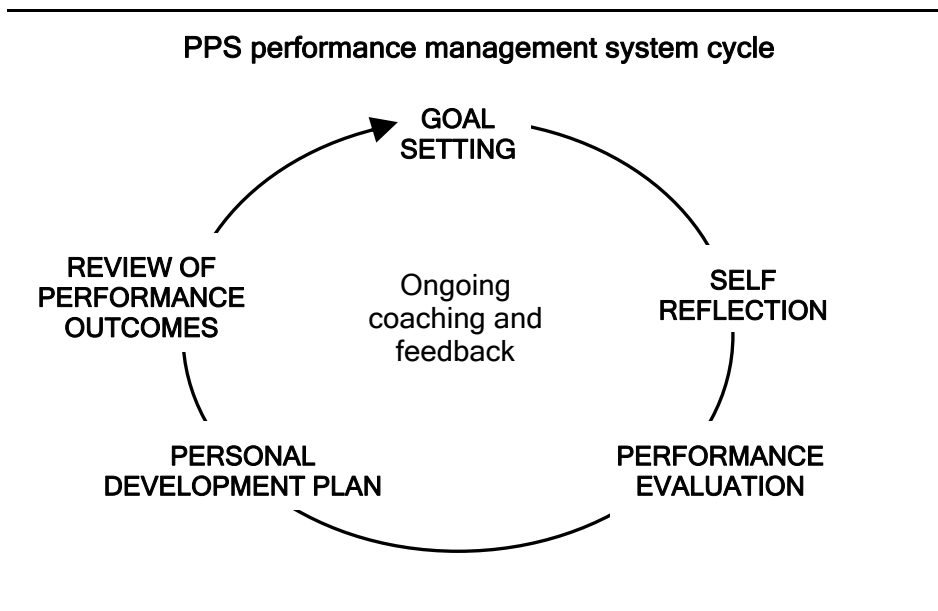 PPS performance management system cycle
GOAL
SETTING
SELF
REFLECTION
PERFORMANCE
EVALUATION
PERSONAL
DEVELOPMENT PLAN
REVIEW OF
PERFORMANCE
OUTCOMES
Ongoing
coaching and
feedback